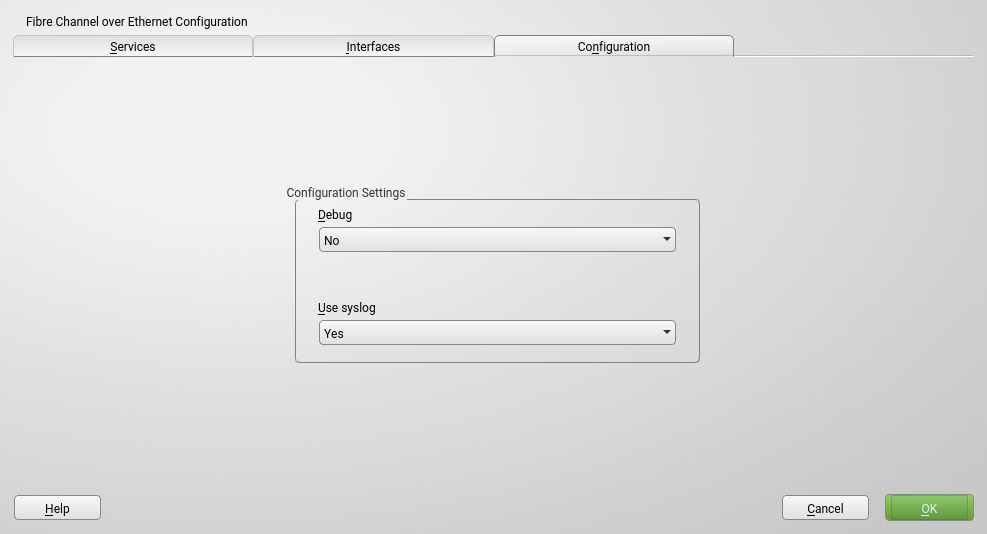 Fibre Channel over Ethernet Configuration
Services Interfaces Configuration
Configuration Settings
Debug
No
Use syslog
Yes
Help Cancel OK